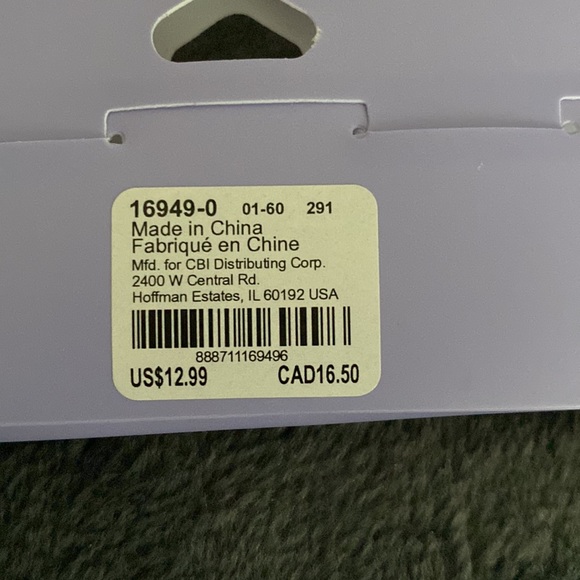 16949-0 01-60 291
Made in China
Fabriqué en Chine
Mfd. for CBI Distributing Corp.
2400 W Central Rd.
Hoffman Estates, IL 60192 USA
888711169496
US$12.99 CAD16.50